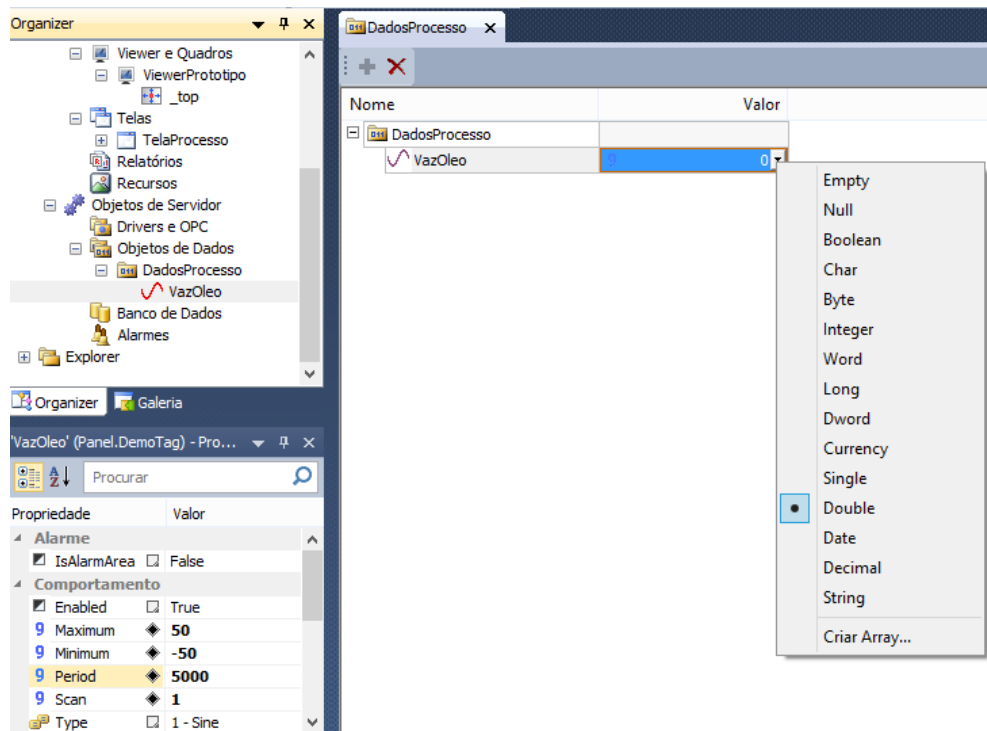 Organizer
Viewer e Quadros
ViewerPrototipo
_top
Telas
TelaProcesso
Relatórios
Recursos
Objetos de Servidor
Drivers e OPC
Objetos de Dados
DadosProcesso
VazOleo
Banco de Dados
Alarmes
Explorer
Organizer Galeria
'VazOleo' (Panel.DemoTag) - Pro...
Procurar
Propriedade Valor
Alarme
IsAlarmArea False
Comportamento
Enabled True
Maximum 50
Minimum -50
Period 5000
Scan 1
Type 1 - Sine
DadosProcesso
Nome Valor
DadosProcesso
VazOleo 0
Empty
Null
Boolean
Char
Byte
Integer
Word
Long
Dword
Currency
Single
Double
Date
Decimal
String
Criar Array...